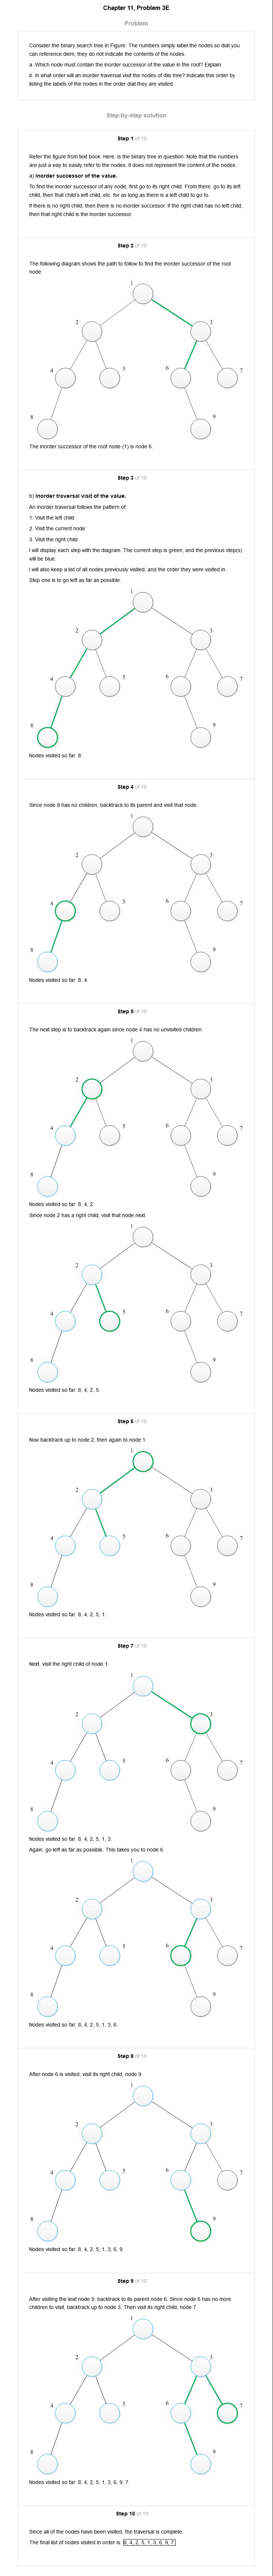 Chapter 11, Problem 3E
Problem
Consider the binary search tree in Figure. The numbers simply label the nodes so dial you
can reference diem; they do not indicate the contents of the nodes.
a. Which node must contain the inorder successor of the value in the root? Explain.
b. In what order will an inorder traversal visit the nodes of diis tree? Indicate this order by
listing the labels of the nodes in the order diat they are visited.
Step-by-step solution
Step 1 of 10
Refer the figure from text book. Here, is the binary tree in question. Note that the numbers
are just a way to easily refer to the nodes. It does not represent the content of the nodes.
a) Inorder successor of the value.
To find the inorder successor of any node, first go to its right child. From there, go to its left
child, then that child's left child, etc. for as long as there is a left child to go to.
If there is no right child, then there is no inorder successor. If the right child has no left child,
then that right child is the inorder successor.
Step 2 of 10
The following diagram shows the path to follow to find the inorder successor of the root
node.
1
2 3
4 5 6 7
8 9
The inorder successor of the root node (1) is node 6.
Step 3 of 10
b) Inorder traversal visit of the value.
An inorder traversal follows the pattern of:
1. Visit the left child
2. Visit the current node
3. Visit the right child
I will display each step with the diagram. The current step is green, and the previous step(s)
will be blue.
I will also keep a list of all nodes previously visited, and the order they were visited in.
Step one is to go left as far as possible.
1
2 3
4 5 6 7
8 9
Nodes visited so far: 8.
Step 4 of 10
Since node 8 has no children, backtrack to its parent and visit that node.
1
2 3
4 5 6 7
8 9
Nodes visited so far: 8, 4.
Step 5 of 10
The next step is to backtrack again since node 4 has no unvisited children.
1
2 3
4 5 6 7
8 9
Nodes visited so far: 8, 4, 2.
Since node 2 has a right child, visit that node next.
1
2 3
4 5 6 7
8 9
Nodes visited so far: 8, 4, 2, 5.
Step 6 of 10
Now backtrack up to node 2, then again to node 1.
1
2 3
4 5 6 7
8 9
Nodes visited so far: 8, 4, 2, 5, 1.
Step 7 of 10
Next, visit the right child of node 1.
1
2 3
4 5 6 7
8 9
Nodes visited so far: 8, 4, 2, 5, 1, 3.
Again, go left as far as possible. This takes you to node 6.
1
2 3
4 5 6 7
8 9
Nodes visited so far: 8, 4, 2, 5, 1, 3, 6.
Step 8 of 10
After node 6 is visited, visit its right child, node 9.
1
2 3
4 5 6 7
8 9
Nodes visited so far: 8, 4, 2, 5, 1, 3, 6, 9.
Step 9 of 10
After visiting the leaf node 9, backtrack to its parent node 6. Since node 6 has no more
children to visit, backtrack up to node 3. Then visit its right child, node 7.
1
2 3
4 5 6 7
8 9
Nodes visited so far: 8, 4, 2, 5, 1, 3, 6, 9, 7.
Step 10 of 10
Since all of the nodes have been visited, the traversal is complete.
The final list of nodes visited in order is: 8, 4, 2, 5, 1, 3, 6, 9, 7.